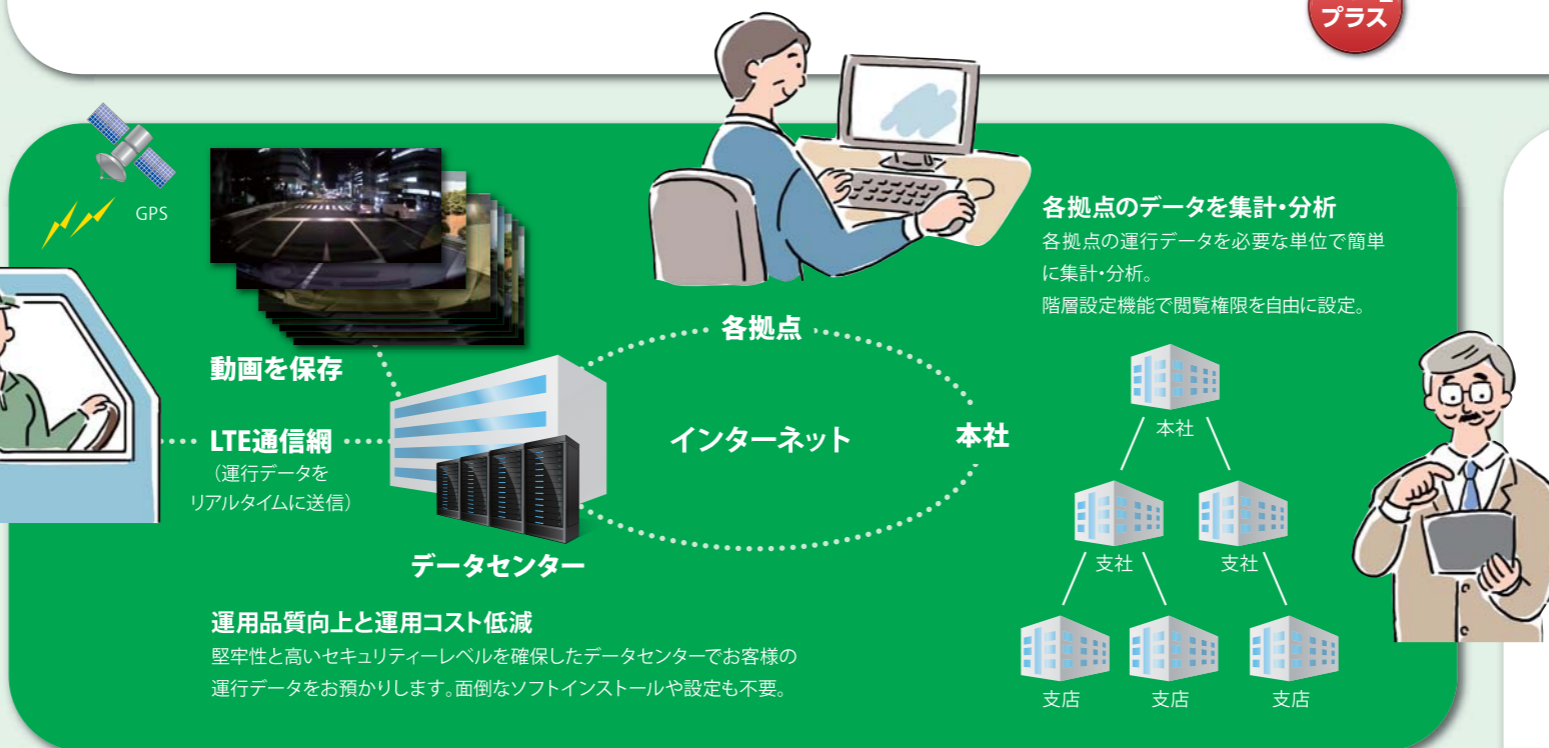 プラス
GPS
動画を保存
LTE通信網
（運行データを
リアルタイムに送信）
データセンター
各拠点
インターネット
本社
各拠点のデータを集計・分析
各拠点の運行データを必要な単位で簡単
に集計・分析。
階層設定機能で閲覧権限を自由に設定。
本社
支社
支社
支店
支店
支店
運用品質向上と運用コスト低減
堅牢性と高いセキュリティーレベルを確保したデータセンターでお客様の
運行データをお預かりします。面倒なソフトインストールや設定も不要。